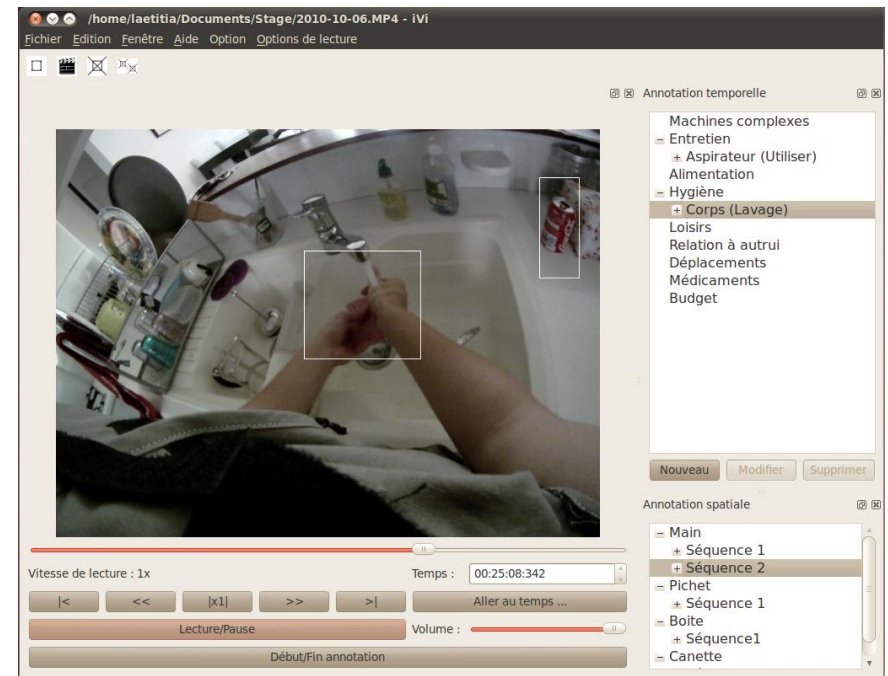 /home/laetitia/Documents/Stage/2010-10-06.MP4 - iVi
Fichier Edition Fenêtre Aide Option Options de lecture
Annotation temporelle
Machines complexes
Entretien
Aspirateur (Utiliser)
Alimentation
Hygiène
Corps (Lavage)
Loisirs
Relation à autrui
Déplacements
Médicaments
Budget
Nouveau Modifier Supprimer
Annotation spatiale
Main
Séquence 1
Séquence 2
Pichet
Séquence 1
Boite
Séquence1
Canette
Vitesse de lecture : 1x
Temps : 00:25:08:342
|< << |x1| >> >| Aller au temps ...
Lecture/Pause Volume :
Début/Fin annotation